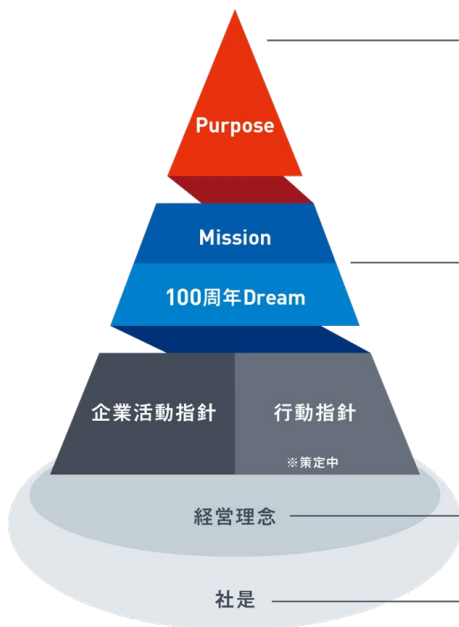 Purpose
Mission
100周年Dream
企業活動指針
行動指針
※策定中
経営理念
社是